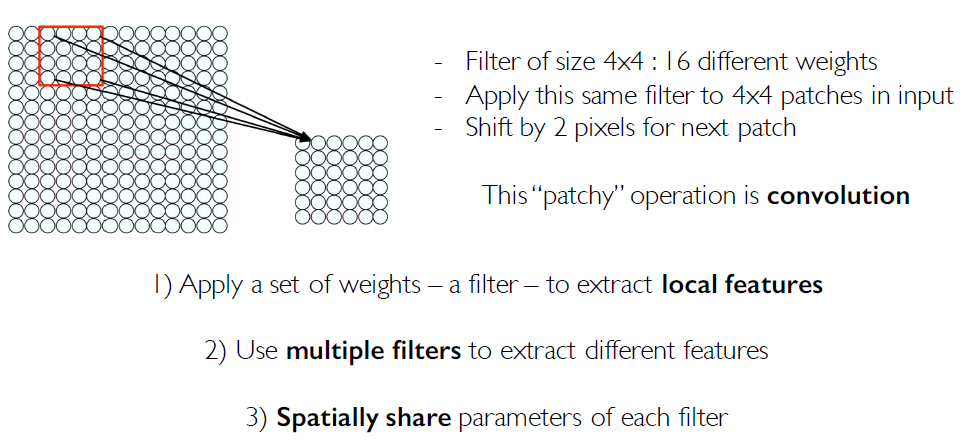 - Filter of size 4x4 : 16 different weights
- Apply this same filter to 4x4 patches in input
- Shift by 2 pixels for next patch
This “patchy” operation is convolution
1) Apply a set of weights – a filter – to extract local features
2) Use multiple filters to extract different features
3) Spatially share parameters of each filter